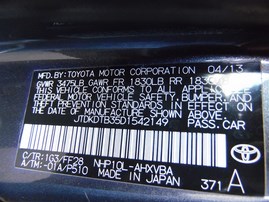 MFD BY: TOYOTA MOTOR CORPORATION 04/13
GVWR 3475LB GAWR FR 1830LB RR 1830LB
THIS VEHICLE CONFORMS TO ALL APPLICABLE
FEDERAL MOTOR VEHICLE SAFETY, BUMPER, AND
THEFT PREVENTION STANDARDS IN EFFECT ON THE DATE OF
MANUFACTURE SHOWN ABOVE.
JTDKDTB35D1542149
PASS. CAR
C/TR: 1G3/FF28 NHP10L-AHXVBA
A/TM: -01A/P510 MADE IN JAPAN 371 A
TOYOTA